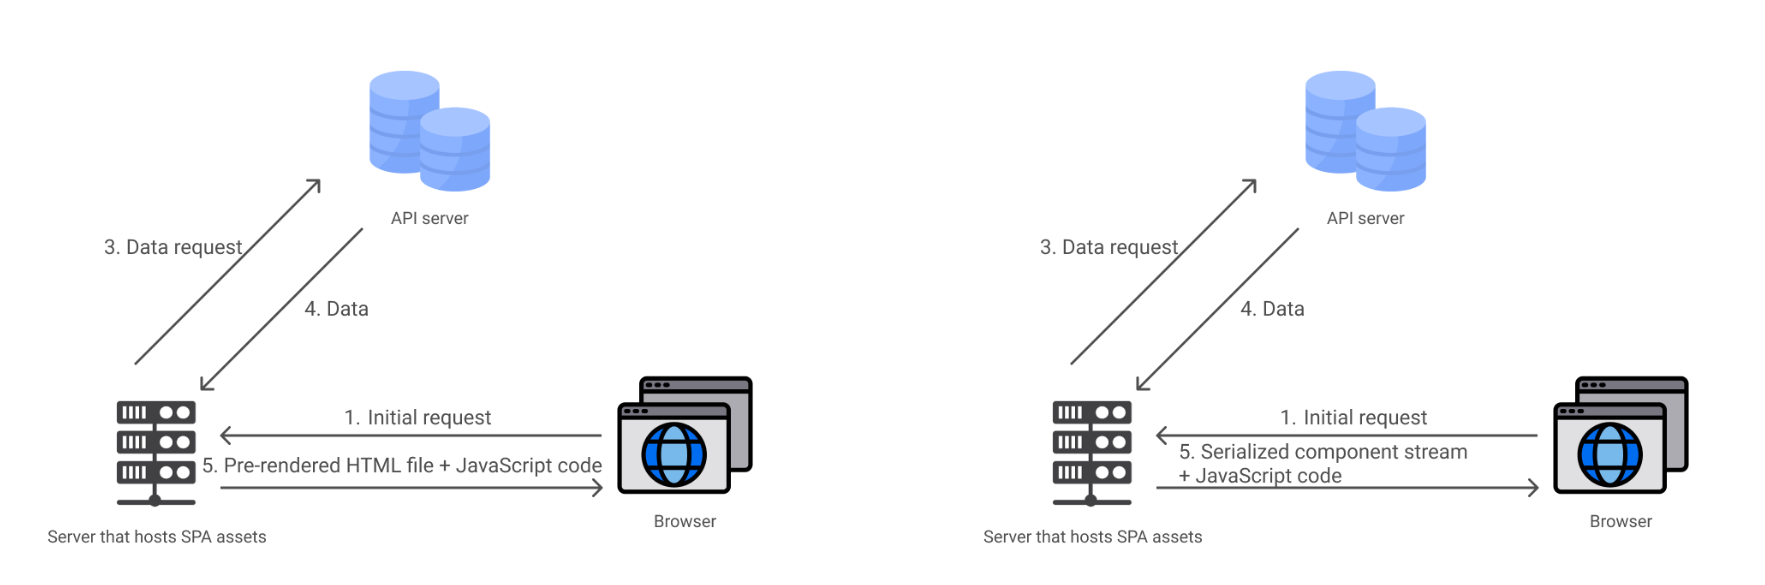 API server
3. Data request
4. Data
1. Initial request
5. Pre-rendered HTML file + JavaScript code
Browser
Server that hosts SPA assets
API server
3. Data request
4. Data
1. Initial request
5. Serialized component stream
+ JavaScript code
Browser
Server that hosts SPA assets